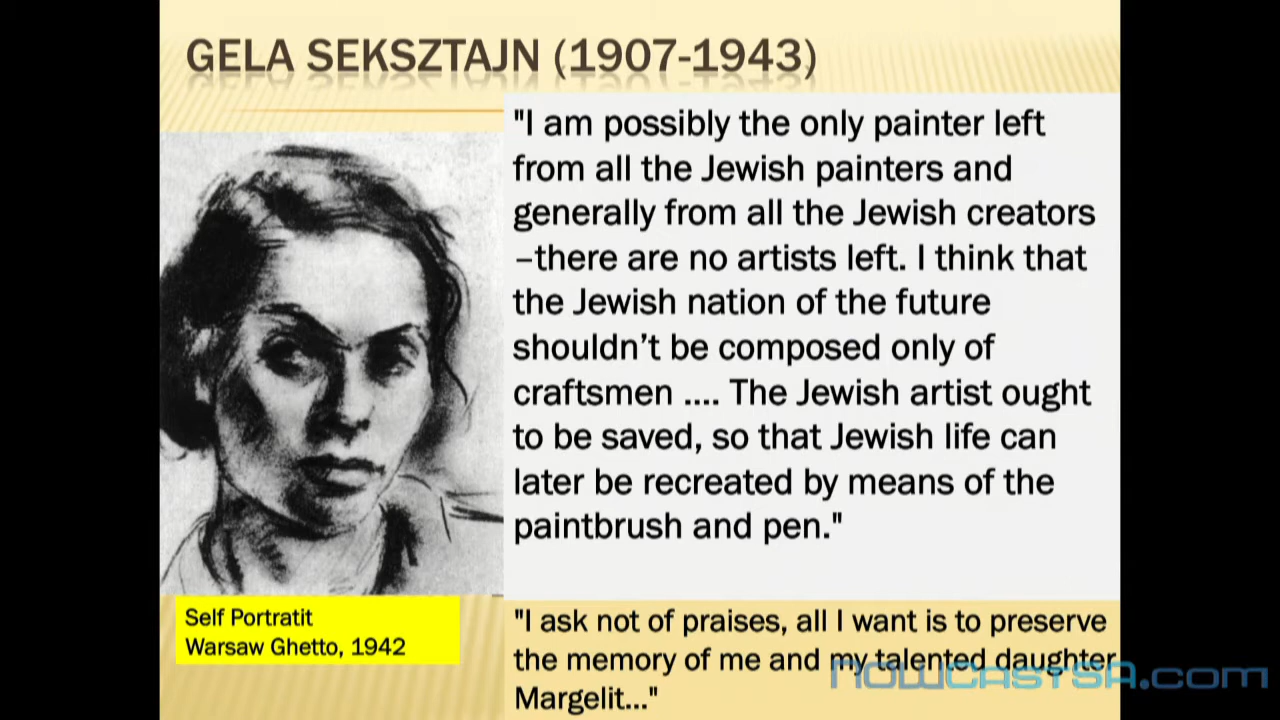 GELA SEKSZTAJN (1907-1943)
"I am possibly the only painter left
from all the Jewish painters and
generally from all the Jewish creators
–there are no artists left. I think that
the Jewish nation of the future
shouldn't be composed only of
craftsmen .... The Jewish artist ought
to be saved, so that Jewish life can
later be recreated by means of the
paintbrush and pen."
Self Portratit
Warsaw Ghetto, 1942
"I ask not of praises, all I want is to preserve
the memory of me and my talented daughter
Margelit..."
NOWCASTSA.com